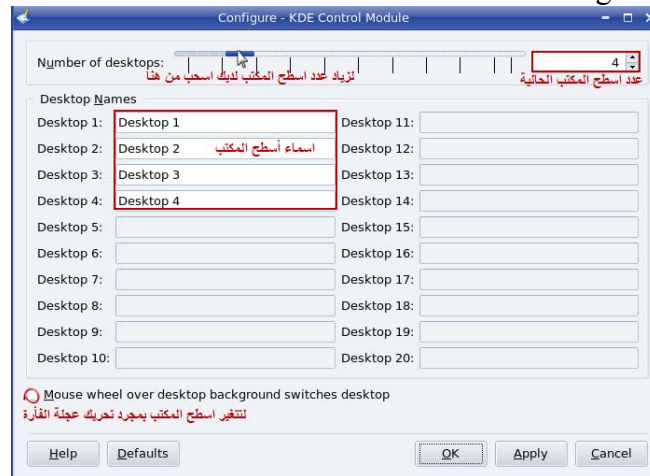 Configure - KDE Control Module
Number of desktops:
4
لزياد عدد اسطح المكتب لديك اسحب من هنا
عدد اسطح المكتب الحالية
Desktop Names
Desktop 1: Desktop 1 Desktop 11:
Desktop 2: Desktop 2 اسماء أسطح المكتب Desktop 12:
Desktop 3: Desktop 3 Desktop 13:
Desktop 4: Desktop 4 Desktop 14:
Desktop 5: Desktop 15:
Desktop 6: Desktop 16:
Desktop 7: Desktop 17:
Desktop 8: Desktop 18:
Desktop 9: Desktop 19:
Desktop 10: Desktop 20:
Mouse wheel over desktop background switches desktop
لتتغير اسطح المكتب بمجرد تحريك عجلة الفأرة
Help Defaults OK Apply Cancel